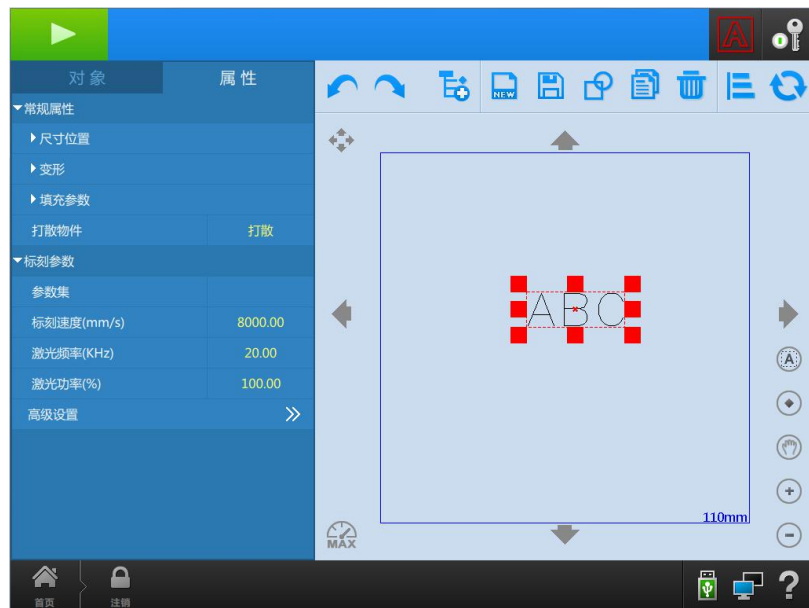 对象 属性
NEW
常规属性
尺寸位置
变形
填充参数
打散物件 打散
标刻参数
参数集
标刻速度(mm/s) 8000.00
激光频率(KHz) 20.00
激光功率(%) 100.00
高级设置
ABC
A
110mm
MAX
首页 注销